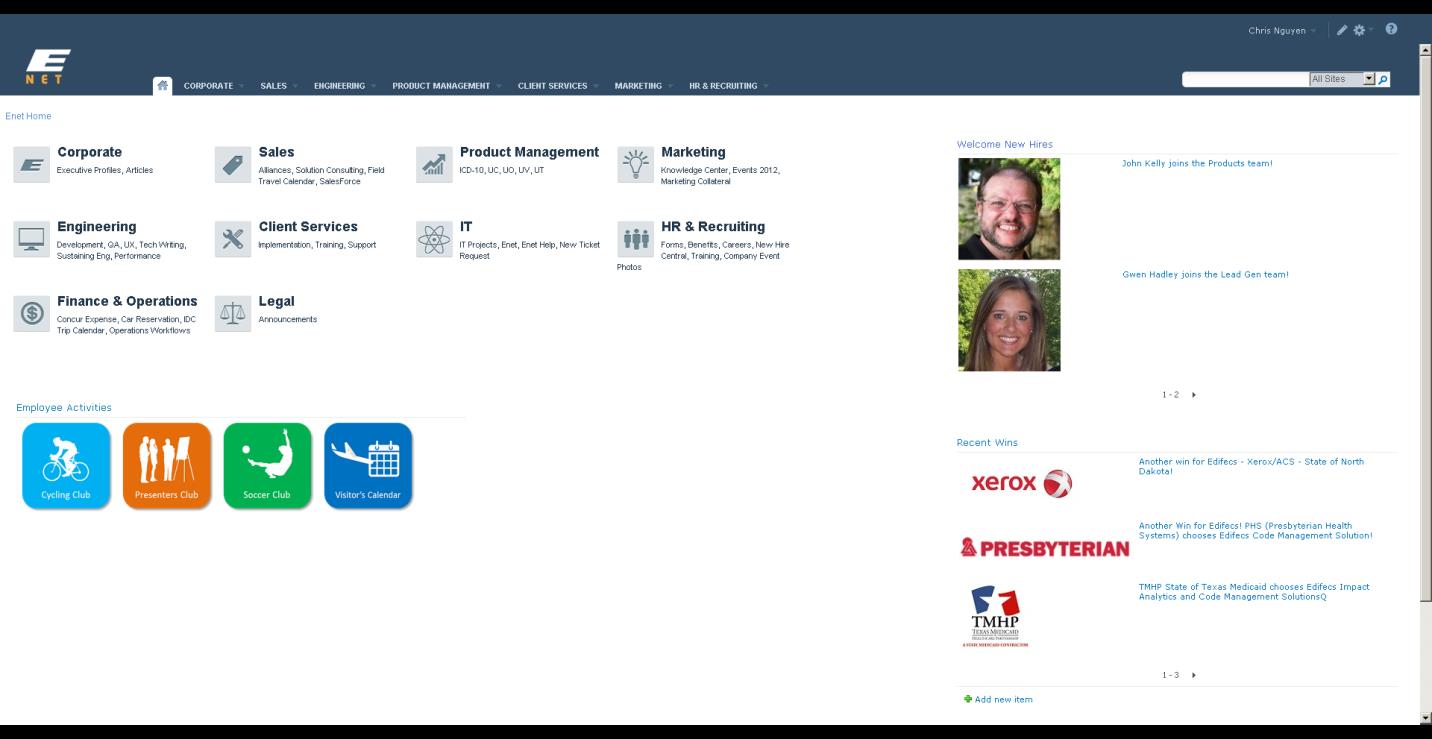 Chris Nguyen
E
NET
CORPORATE SALES ENGINEERING PRODUCT MANAGEMENT CLIENT SERVICES MARKETING HR & RECRUITING
All Sites
Enet Home
Corporate
Executive Profiles, Articles
Sales
Alliances, Solution Consulting, Field
Travel Calendar, SalesForce
Product Management
ICD-10, UC, UO, UV, UT
Marketing
Knowledge Center, Events 2012,
Marketing Collateral
Engineering
Development, QA, UX, Tech Writing,
Sustaining Eng, Performance
Client Services
Implementation, Training, Support
IT
IT Projects, Enet, Enet Help, New Ticket
Request
HR & Recruiting
Forms, Benefits, Careers, New Hire
Central, Training, Company Event
Photos
Finance & Operations
Concur Expense, Car Reservation, IDC
Trip Calendar, Operations Workflows
Legal
Announcements
Employee Activities
Cycling Club
Presenters Club
Soccer Club
Visitor's Calendar
Welcome New Hires
John Kelly joins the Products team!
Gwen Hadley joins the Lead Gen team!
1 - 2
Recent Wins
xerox
Another win for Edifecs - Xerox/ACS - State of North
Dakota!
PRESBYTERIAN
Another Win for Edifecs! PHS (Presbyterian Health
Systems) chooses Edifecs Code Management Solution!
TMHP
TEXAS MEDICAID
HEALTHCARE PARTNERSHIP
A STATE MEDICAID CONTRACTOR
TMHP State of Texas Medicaid chooses Edifecs Impact
Analytics and Code Management SolutionsQ
1 - 3
Add new item